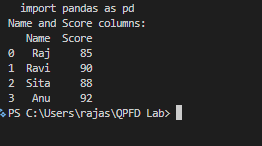 import pandas as pd
Name and Score columns:
   Name  Score
0   Raj     85
1  Ravi     90
2  Sita     88
3   Anu     92
PS C:\Users\rajas\QPFD Lab>